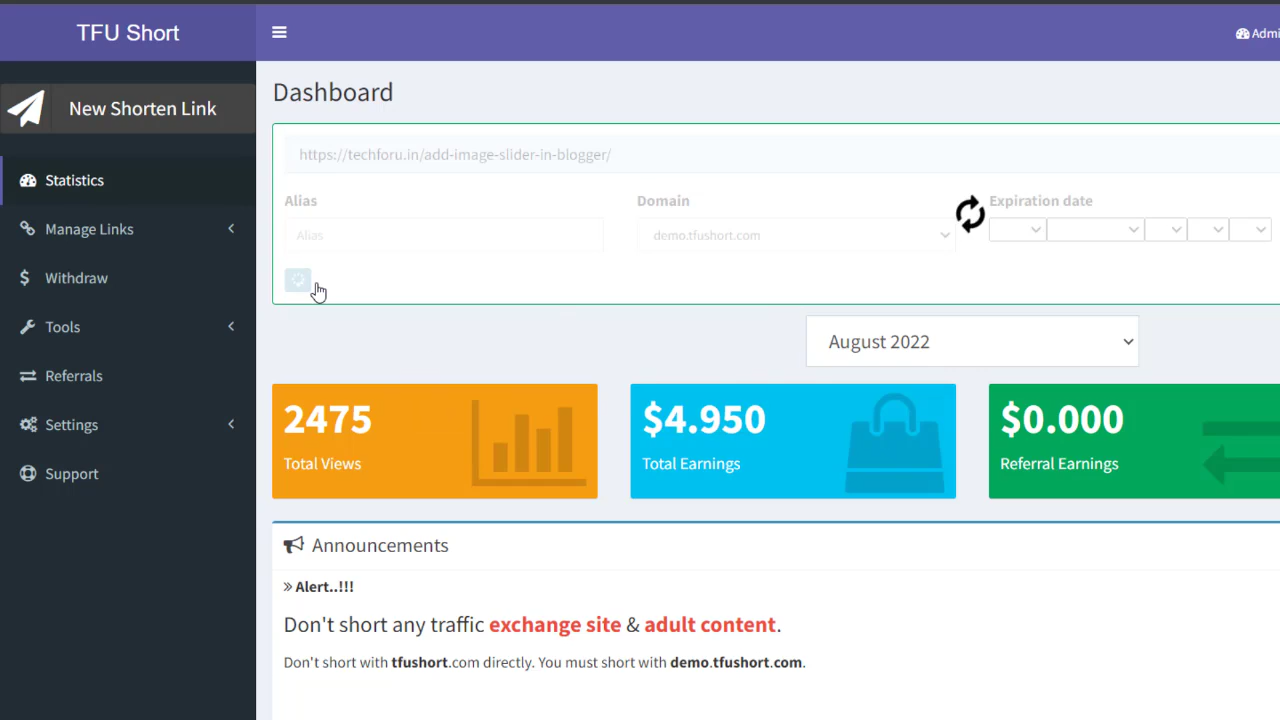 TFU Short
Admi
New Shorten Link
Statistics
Manage Links
Withdraw
Tools
Referrals
Settings
Support
Dashboard
https://techforu.in/add-image-slider-in-blogger/
Alias
Domain
Expiration date
Alias
demo.tfushort.com
August 2022
2475
Total Views
$4.950
Total Earnings
$0.000
Referral Earnings
Announcements
» Alert..!!!
Don't short any traffic exchange site & adult content.
Don't short with tfushort.com directly. You must short with demo.tfushort.com.